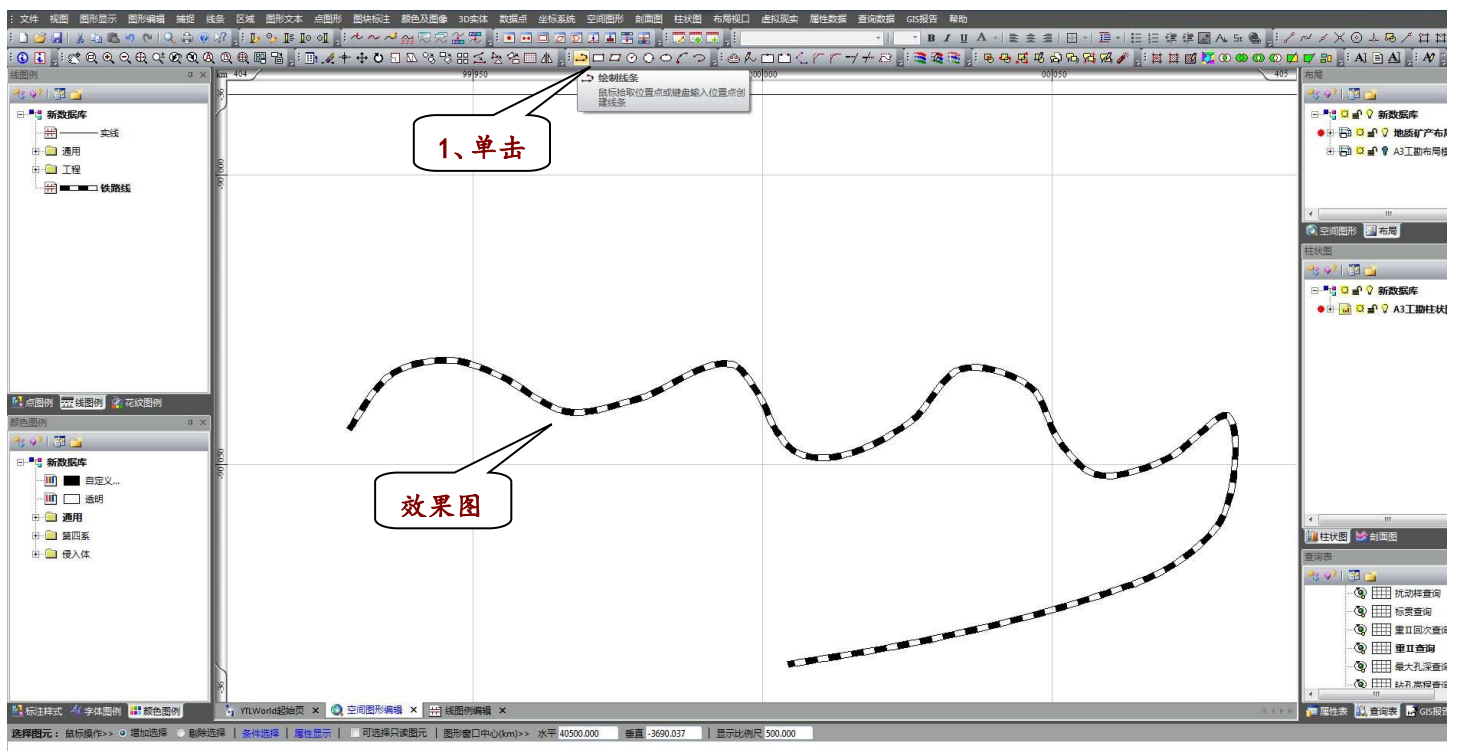 文件 视图 图形显示 图形编辑 捕捉 线条 区域 图形文本 点图形 图块标注 颜色及图像 3D实体 数据点 坐标系统 空间图形 剖面图 柱状图 布局视口 虚拟现实 属性数据 查询数据 GIS报告 帮助
线图例
新数据库
实线
通用
工程
铁路线
点图例 线图例 花纹图例
颜色图例
新数据库
自定义...
透明
通用
第四系
侵入体
标注样式 字体图例 颜色图例
km 404 99 950 00 050 405
绘制线条
鼠标拾取位置点或键盘输入位置点创
建线条
1、单击
效果图
YTLWorld起始页 × 空间图形编辑 × 线图例编辑 ×
布局
新数据库
地质矿产布
A3工勘布局
空间图形 布局
柱状图
新数据库
A3工勘柱状
柱状图 剖面图
查询表
扰动样查询
标贯查询
重II回次查
重II查询
最大孔深查
钻孔高程查
属性表 查询表 GIS报
选择图元： 鼠标操作>> 增加选择 剔除选择 | 条件选择 | 属性显示 | 可选择只读图元 | 图形窗口中心(km)>> 水平 40500.000 垂直 -3690.037 | 显示比例尺 500.000